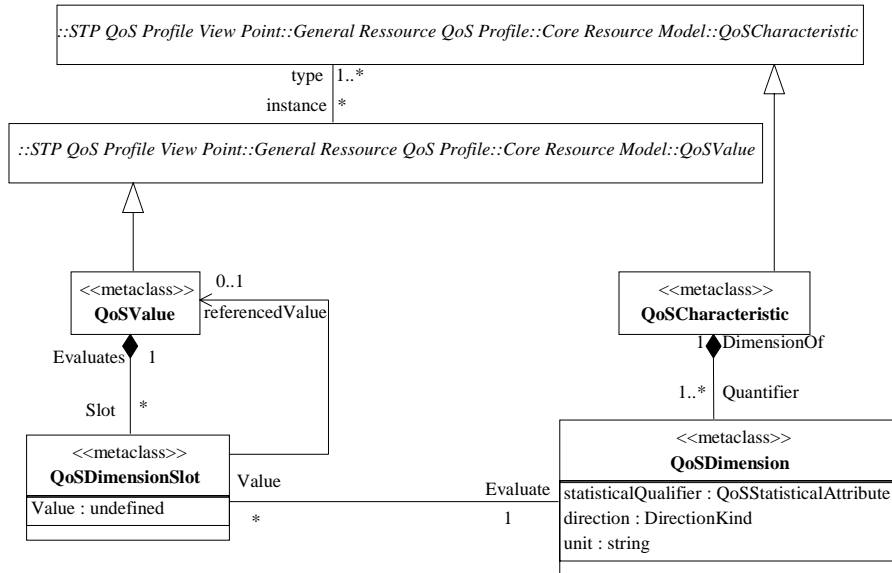 ::STP QoS Profile View Point::General Ressource QoS Profile::Core Resource Model::QoSCharacteristic
type 1..*
instance *
::STP QoS Profile View Point::General Ressource QoS Profile::Core Resource Model::QoSValue
<<metaclass>>
QoSValue
0..1
referencedValue
<<metaclass>>
QoSCharacteristic
Evaluates 1
1 DimensionOf
Slot *
1..* Quantifier
<<metaclass>>
QoSDimensionSlot
Value : undefined
Value
*
Evaluate
1
<<metaclass>>
QoSDimension
statisticalQualifier : QoSStatisticalAttribute
direction : DirectionKind
unit : string